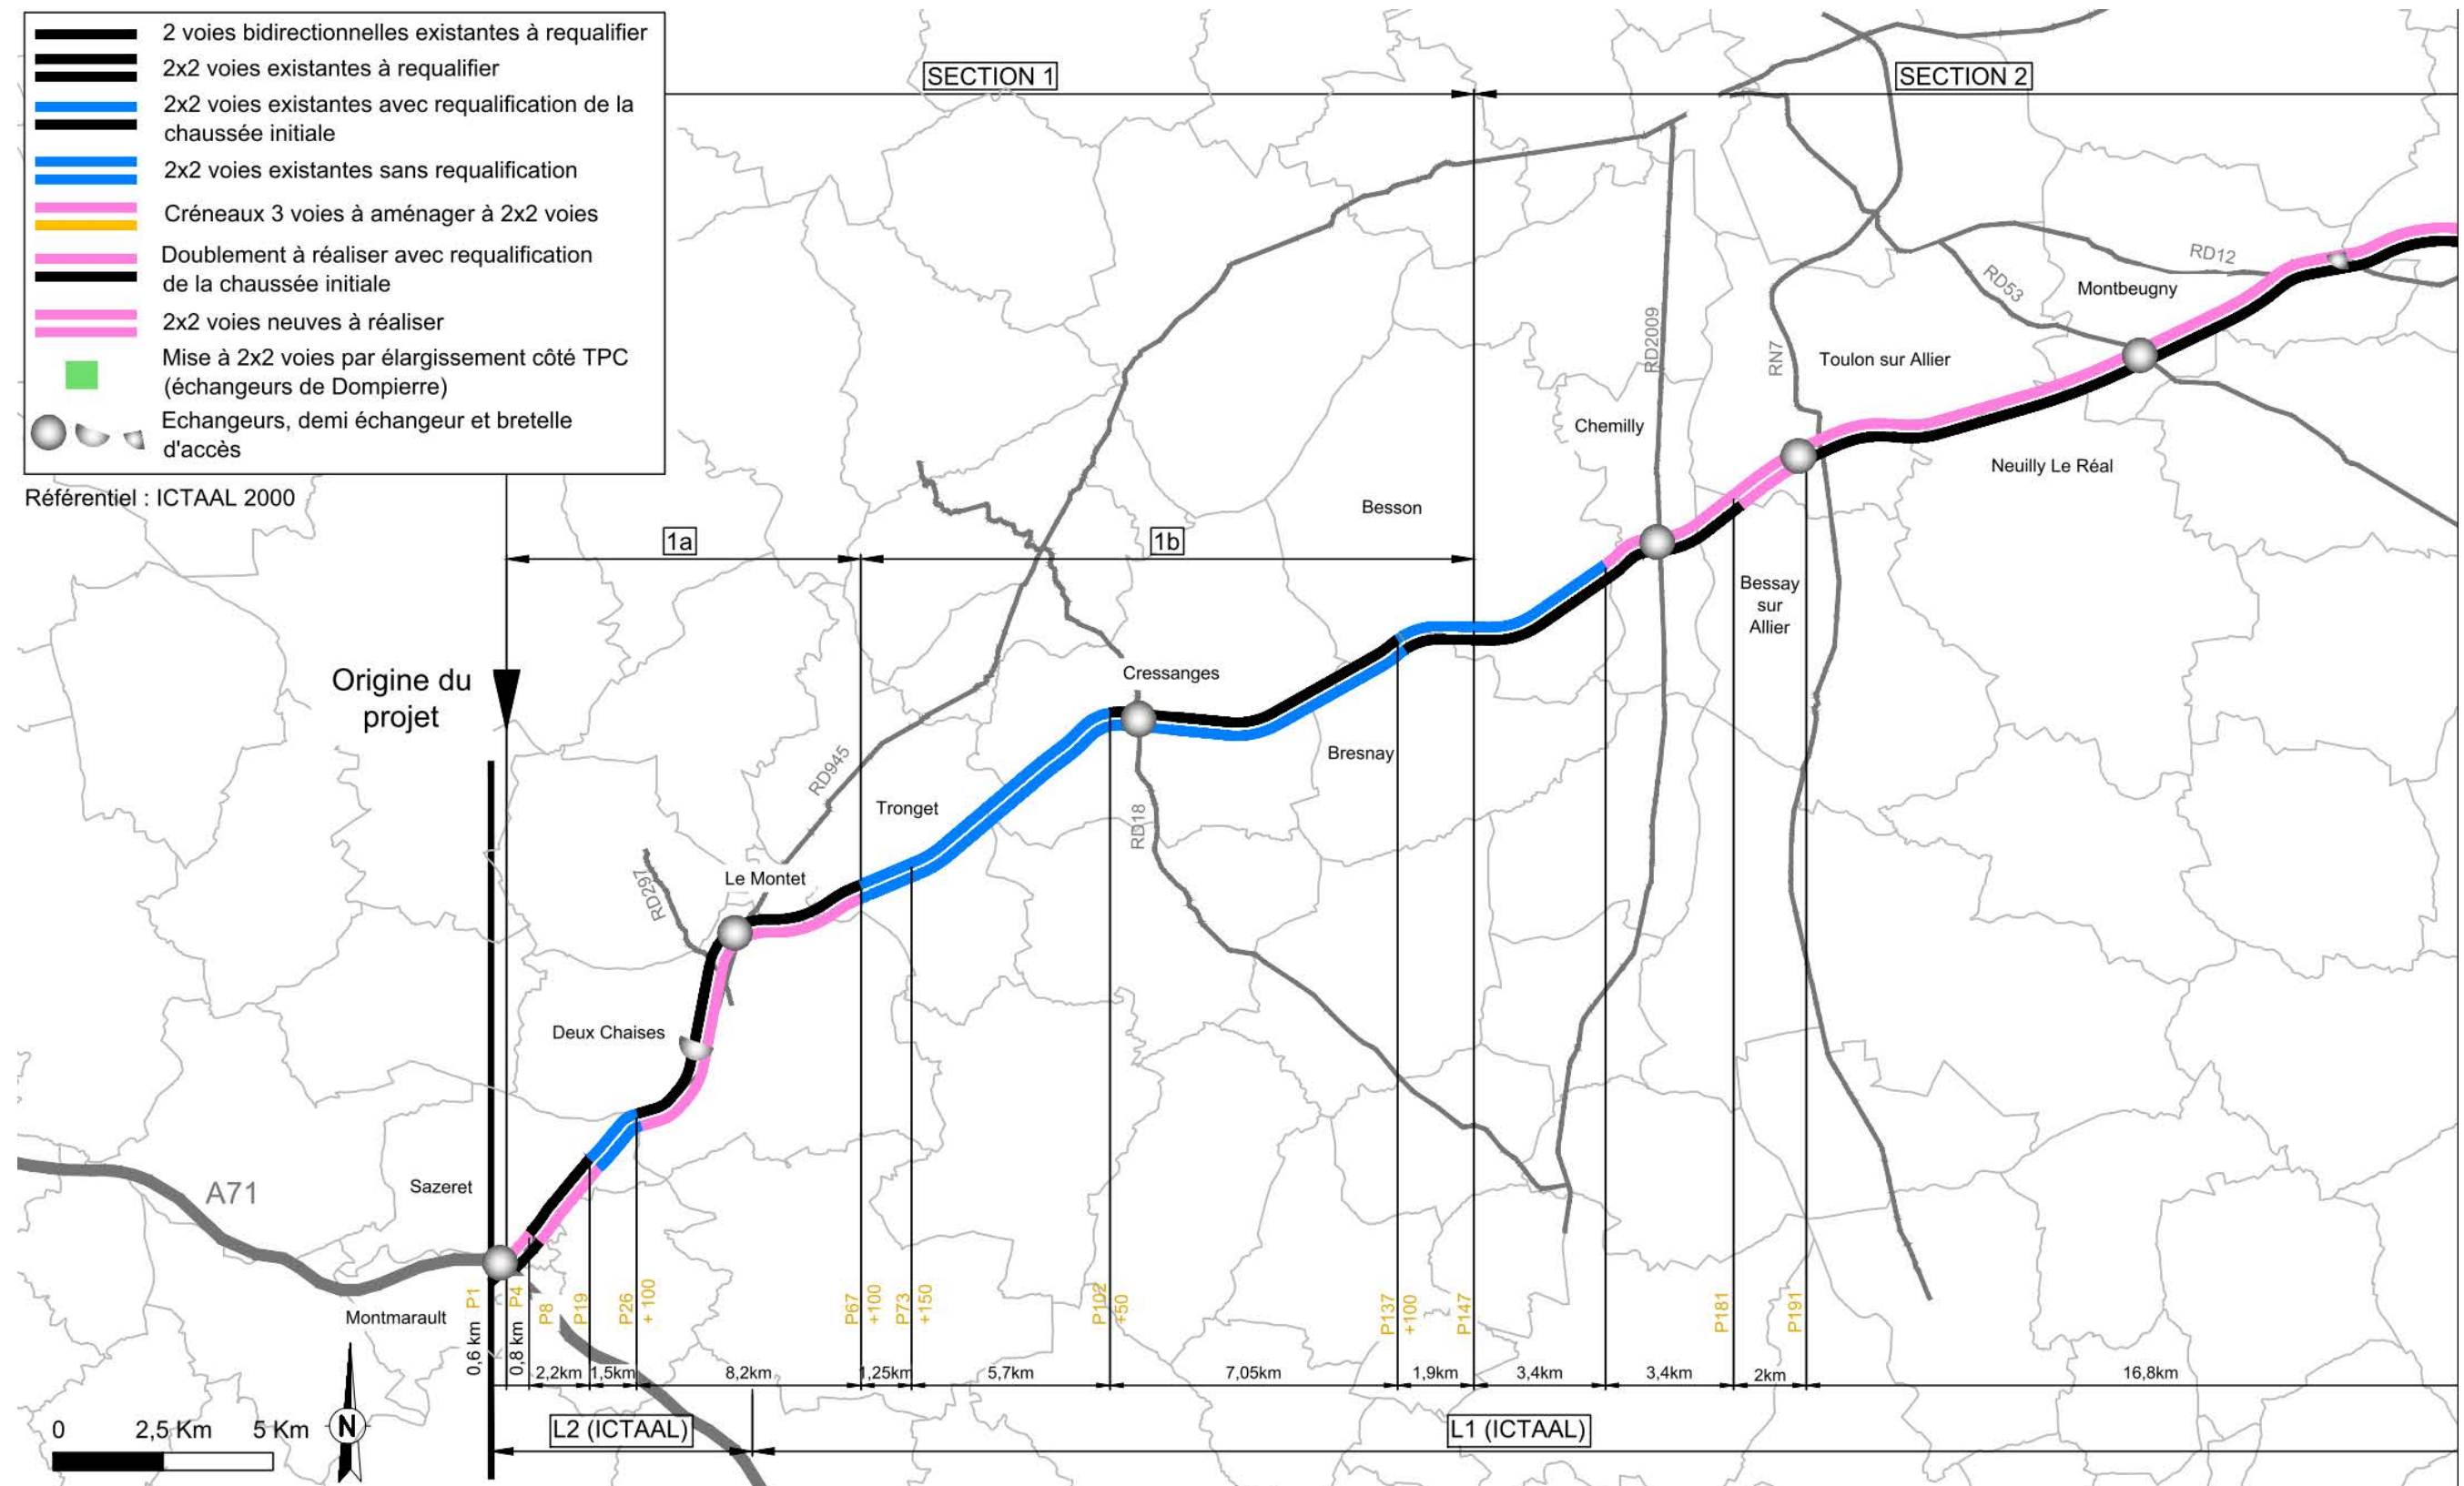 2 voies bidirectionnelles existantes à requalifier
2x2 voies existantes à requalifier
2x2 voies existantes avec requalification de la
chaussée initiale
2x2 voies existantes sans requalification
Créneaux 3 voies à aménager à 2x2 voies
Doublement à réaliser avec requalification
de la chaussée initiale
2x2 voies neuves à réaliser
Mise à 2x2 voies par élargissement côté TPC
(échangeurs de Dompierre)
Echangeurs, demi échangeur et bretelle
d'accès
Référentiel : ICTAAL 2000
SECTION 1
SECTION 2
RD12
RD53
Montbeugny
RD2009
RN7
Toulon sur Allier
Chemilly
Neuilly Le Réal
Besson
1a
1b
Bessay
sur
Allier
Origine du
projet
Cressanges
Bresnay
RD945
Tronget
RD18
Le Montet
RD297
Deux Chaises
Sazeret
A71
Montmarault
P1
P4
P8
P19
P26
+ 100
P67
+100
P73
+150
P102
+50
P137
+100
P147
P181
P191
0,6 km
0,8 km
2,2km
1,5km
8,2km
1,25km
5,7km
7,05km
1,9km
3,4km
3,4km
2km
16,8km
L2 (ICTAAL)
L1 (ICTAAL)
0
2,5 Km
5 Km
N